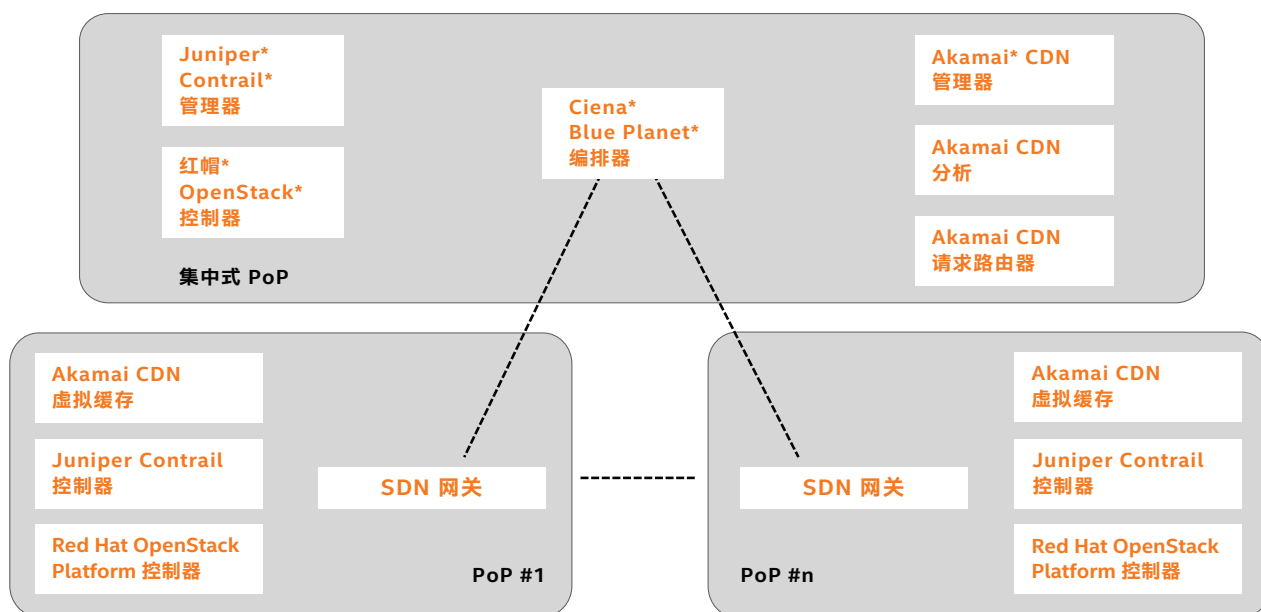 Juniper*
Contrail*
管理器
红帽*
OpenStack*
控制器
集中式 PoP
Ciena*
Blue Planet*
编排器
Akamai* CDN
管理器
Akamai CDN
分析
Akamai CDN
请求路由器
Akamai CDN
虚拟缓存
Juniper Contrail
控制器
Red Hat OpenStack
Platform 控制器
SDN 网关
PoP #1
SDN 网关
PoP #n
Akamai CDN
虚拟缓存
Juniper Contrail
控制器
Red Hat OpenStack
Platform 控制器